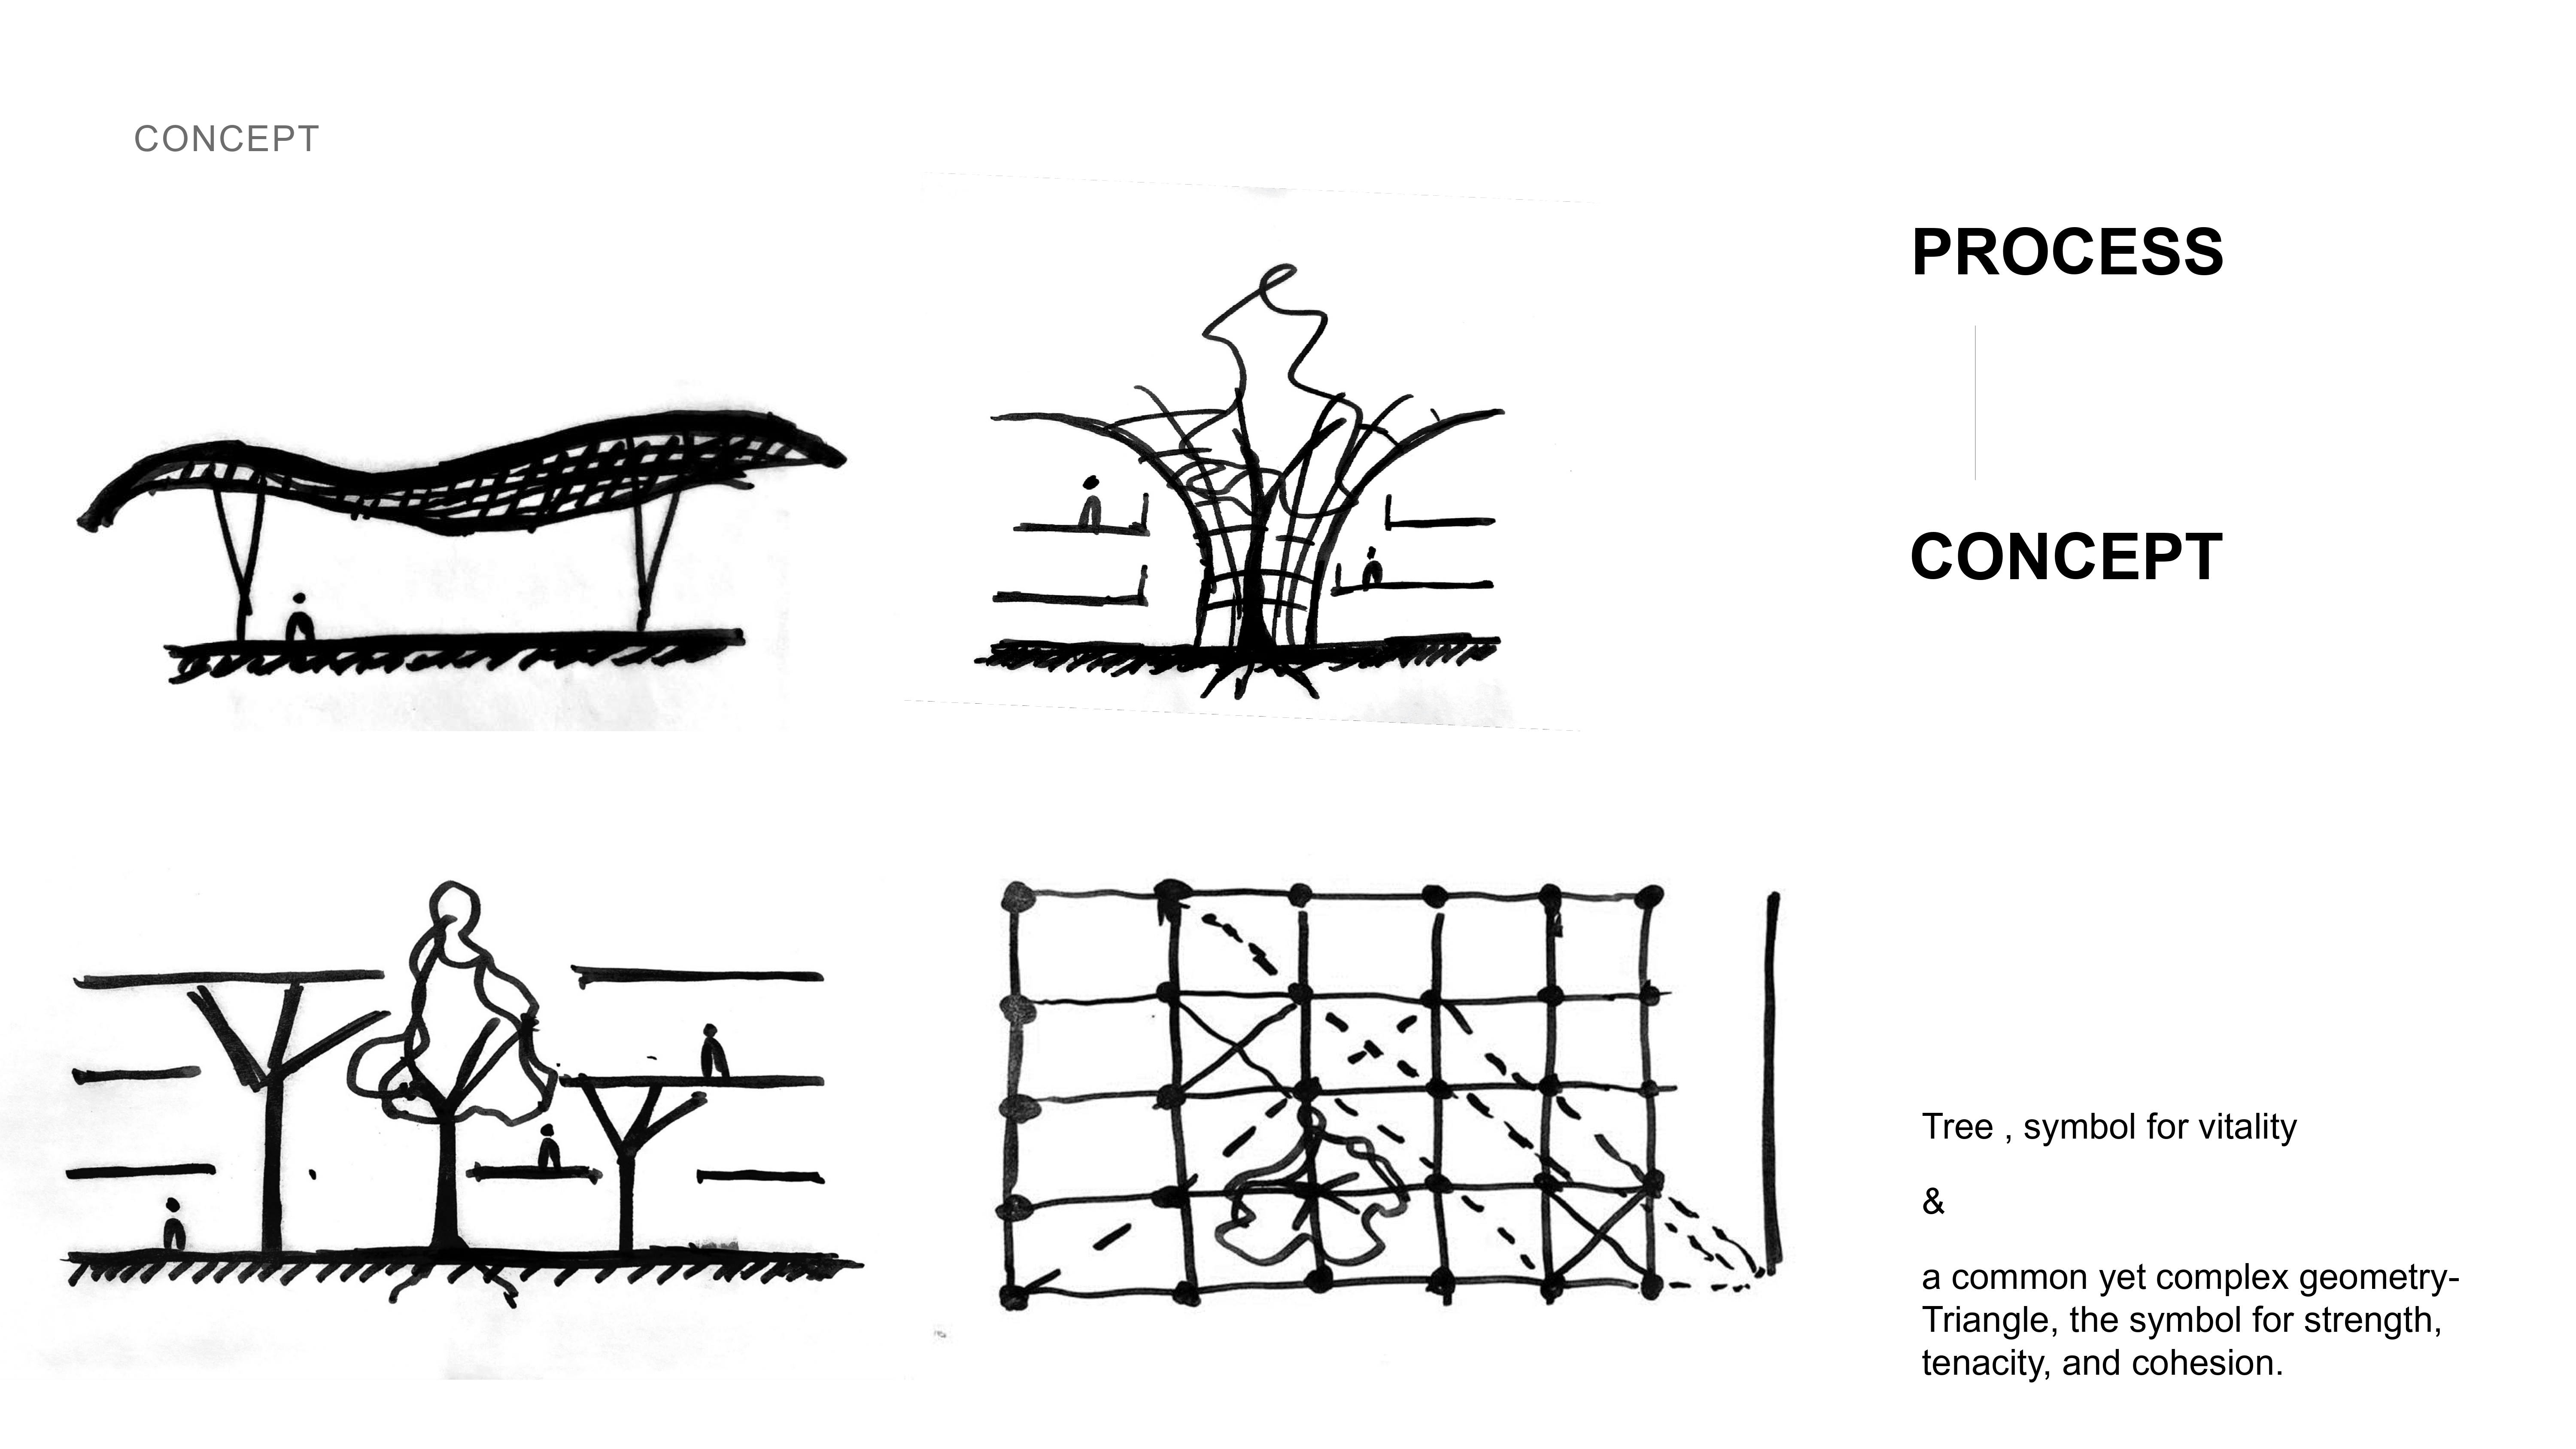 CONCEPT
PROCESS
CONCEPT
Tree , symbol for vitality
&
a common yet complex geometry-
Triangle, the symbol for strength,
tenacity, and cohesion.